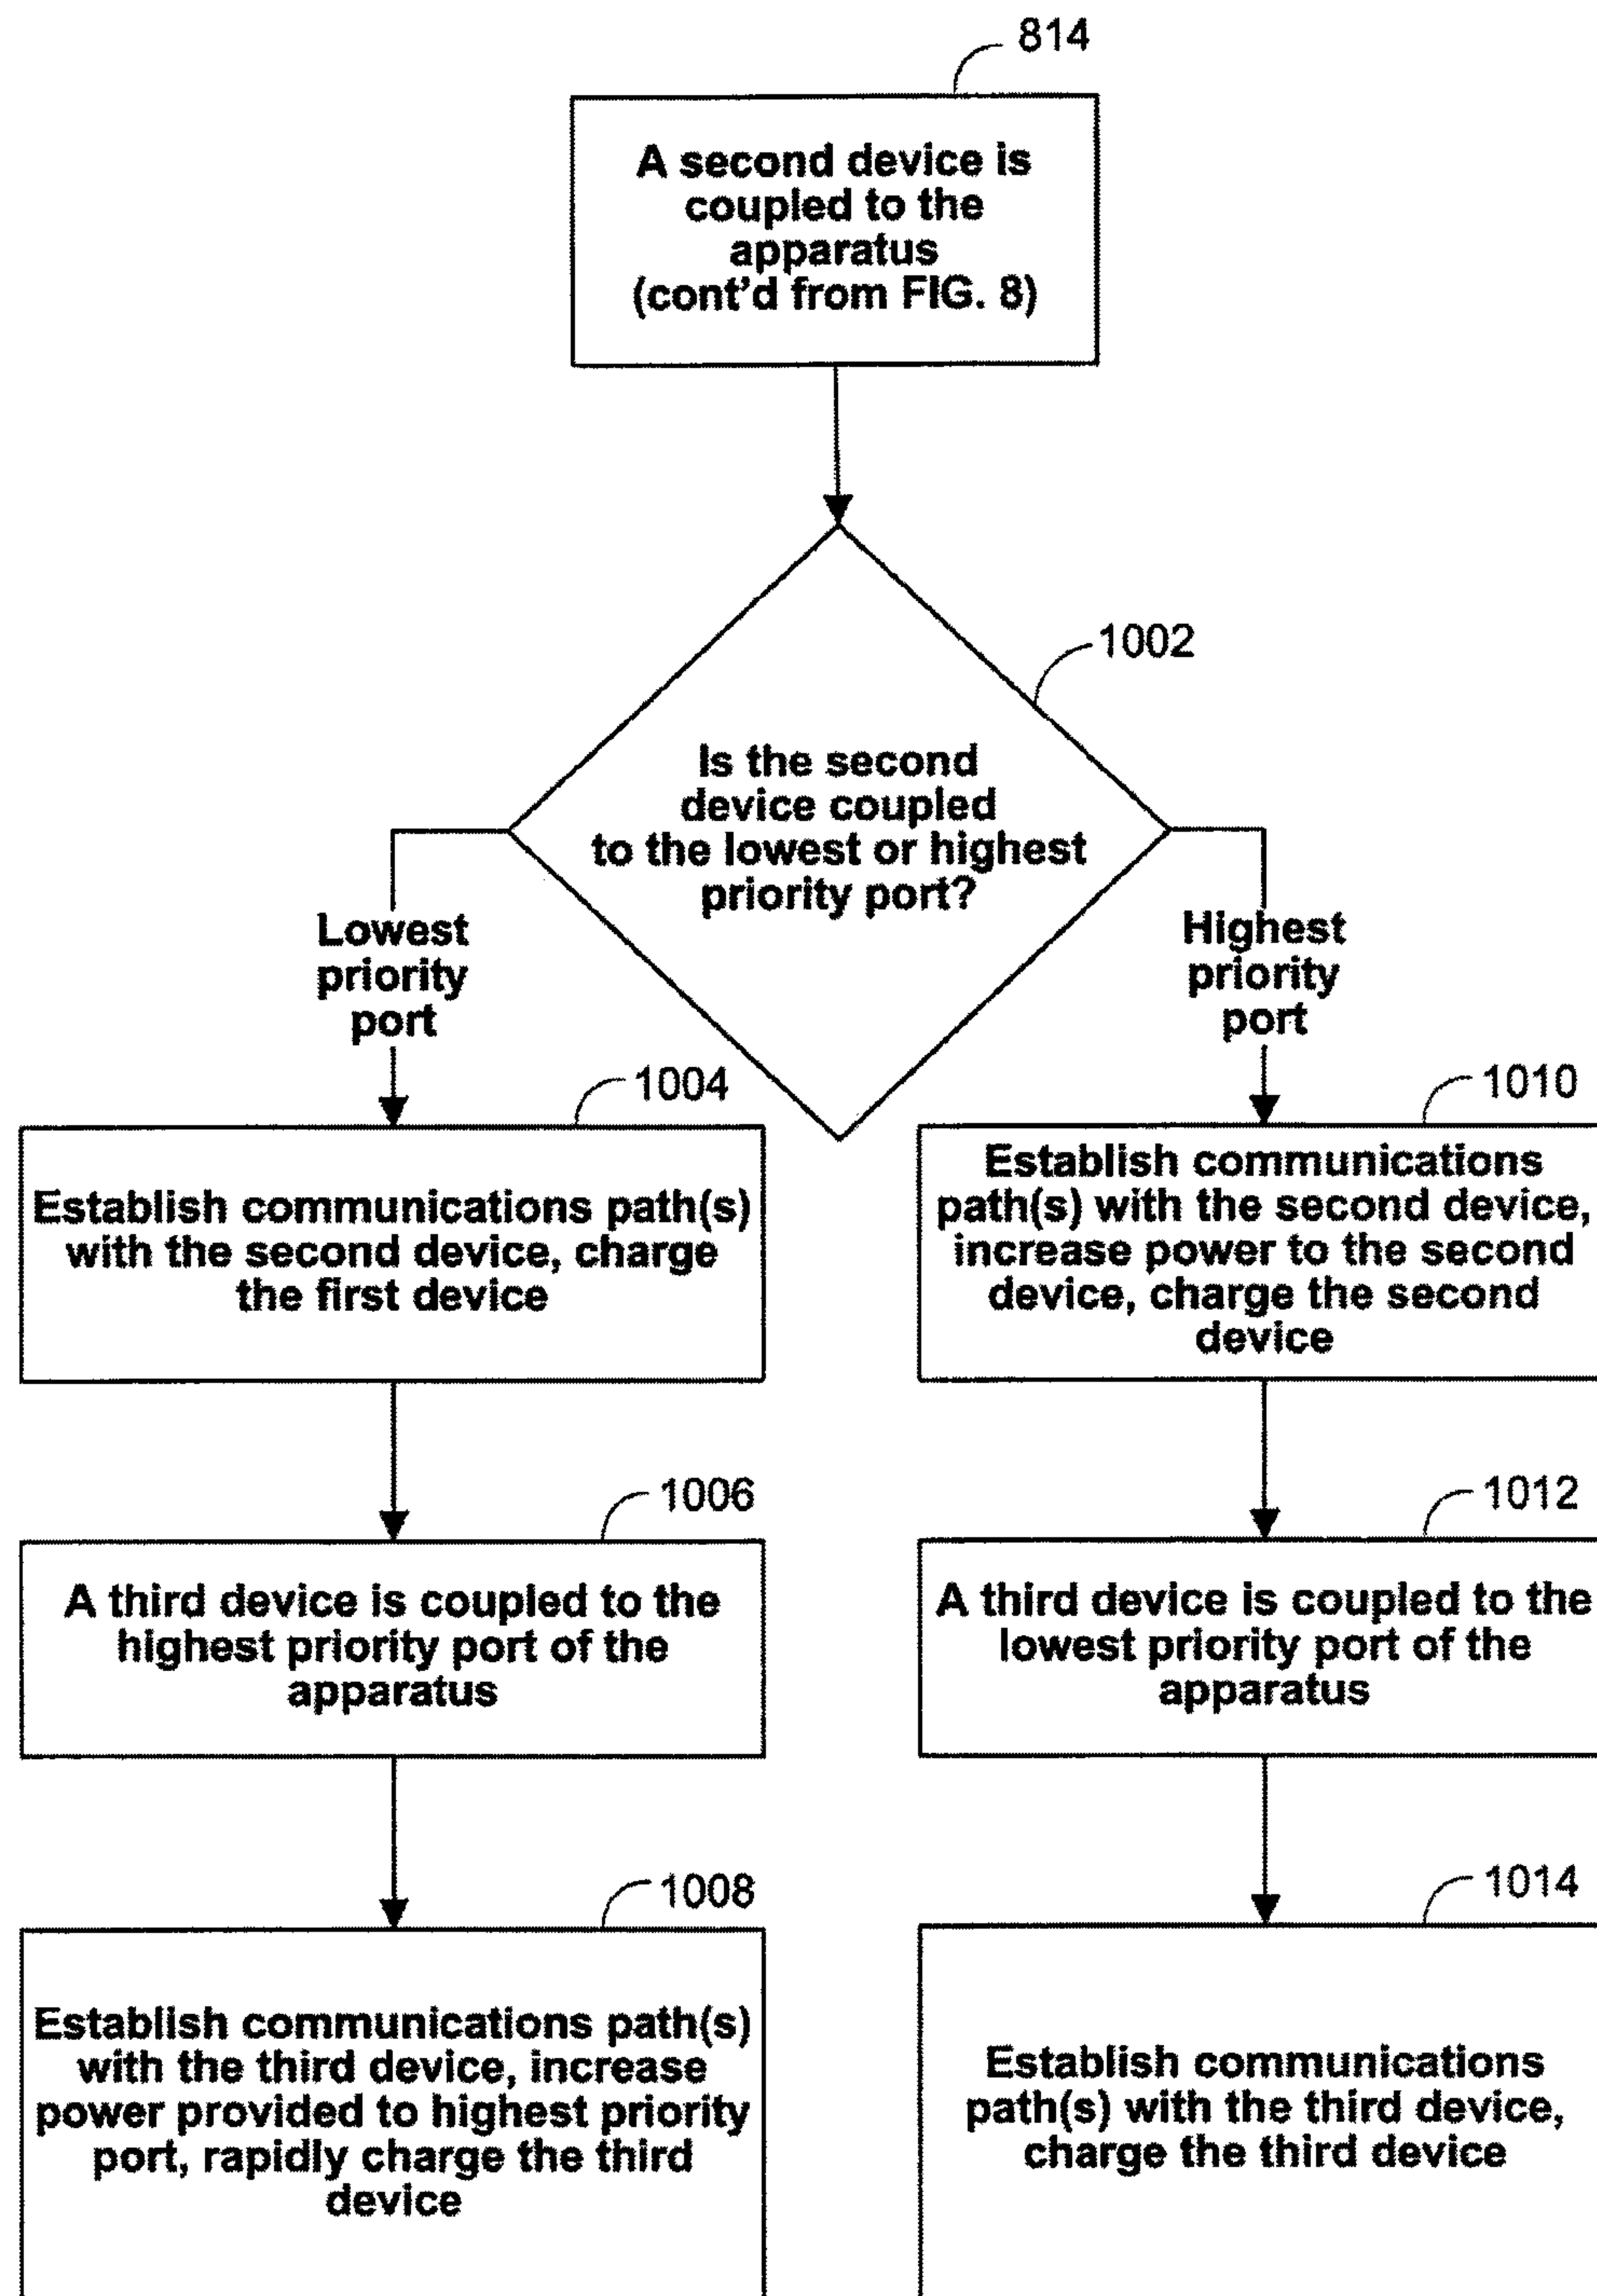 814
A second device is
coupled to the
apparatus
(cont'd from FIG. 8)
1002
Is the second
device coupled
to the lowest or highest
priority port?
Lowest
priority
port
Highest
priority
port
1004
Establish communications path(s)
with the second device, charge
the first device
1010
Establish communications
path(s) with the second device,
increase power to the second
device, charge the second
device
1006
A third device is coupled to the
highest priority port of the
apparatus
1012
A third device is coupled to the
lowest priority port of the
apparatus
1008
Establish communications path(s)
with the third device, increase
power provided to highest priority
port, rapidly charge the third
device
1014
Establish communications
path(s) with the third device,
charge the third device